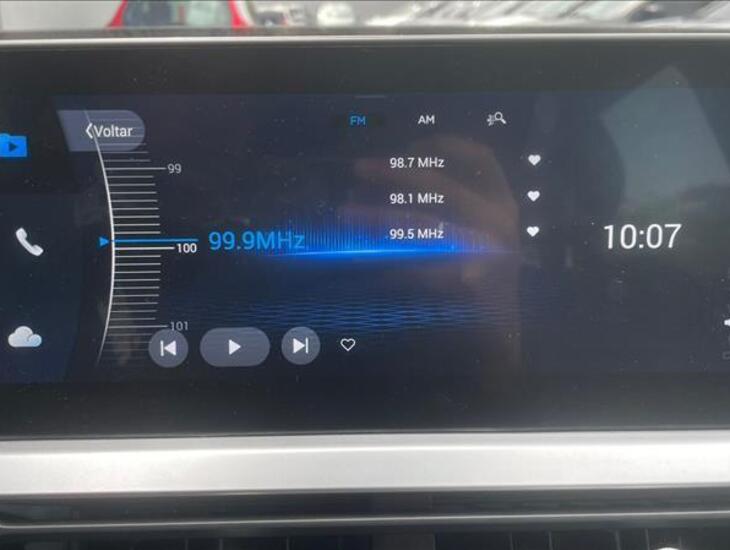 Voltar
FM AM
99
98.7 MHz
98.1 MHz
99.5 MHz
99.9MHz
100
10:07
101